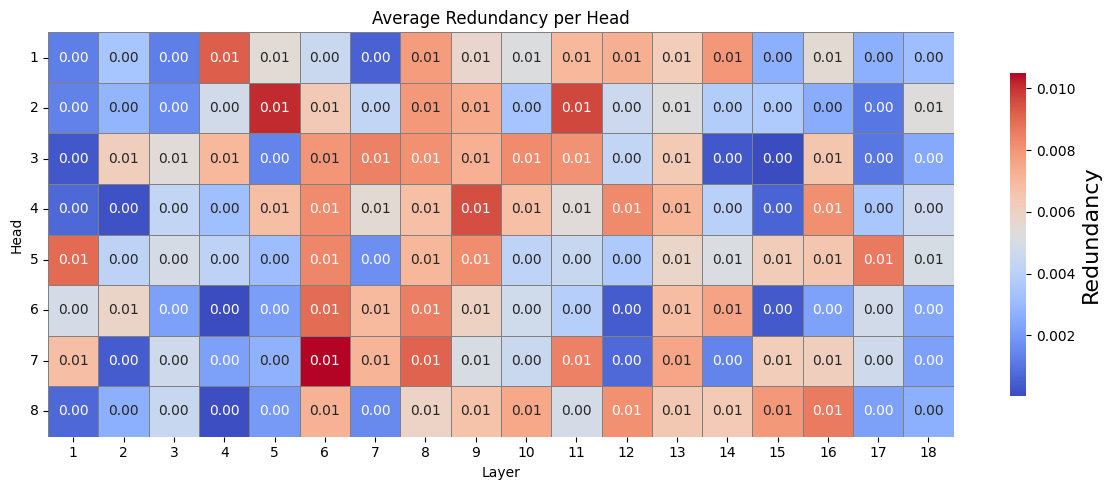 Average Redundancy per Head
1 0.00 0.00 0.00 0.01 0.01 0.00 0.00 0.01 0.01 0.01 0.01 0.01 0.01 0.01 0.00 0.01 0.00 0.00
2 0.00 0.00 0.00 0.00 0.01 0.01 0.00 0.01 0.01 0.00 0.01 0.00 0.01 0.00 0.00 0.00 0.00 0.01
3 0.00 0.01 0.01 0.01 0.00 0.01 0.01 0.01 0.01 0.01 0.01 0.00 0.01 0.00 0.00 0.01 0.00 0.00
4 0.00 0.00 0.00 0.00 0.01 0.01 0.01 0.01 0.01 0.01 0.01 0.01 0.01 0.00 0.00 0.01 0.00 0.00
5 0.01 0.00 0.00 0.00 0.00 0.01 0.00 0.01 0.01 0.00 0.00 0.00 0.01 0.01 0.01 0.01 0.01 0.01
6 0.00 0.01 0.00 0.00 0.00 0.01 0.01 0.01 0.01 0.00 0.00 0.00 0.01 0.01 0.00 0.01 0.00 0.00
7 0.01 0.00 0.00 0.00 0.00 0.01 0.01 0.01 0.01 0.00 0.01 0.00 0.01 0.00 0.01 0.01 0.00 0.00
8 0.00 0.00 0.00 0.00 0.00 0.01 0.00 0.01 0.01 0.01 0.00 0.01 0.01 0.01 0.01 0.01 0.00 0.00
1 2 3 4 5 6 7 8 9 10 11 12 13 14 15 16 17 18
Layer
Head
0.010
0.008
0.006
0.004
0.002
Redundancy